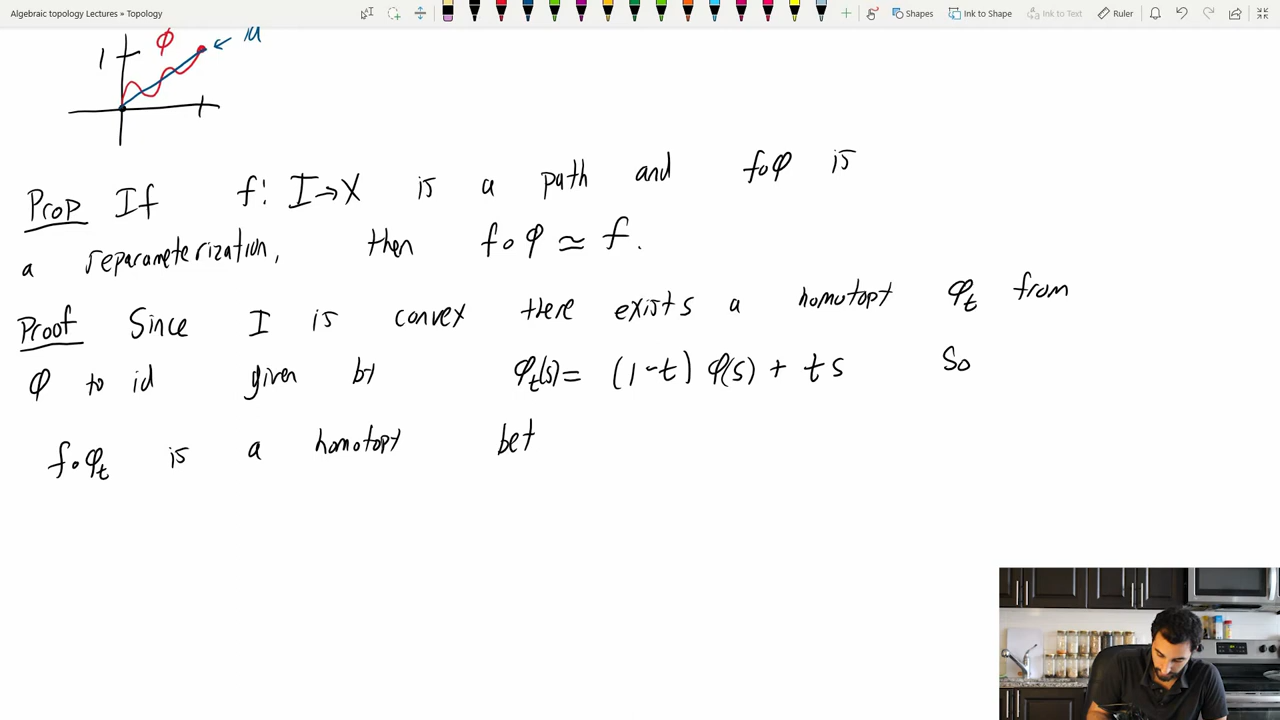 Algebraic topology Lectures – Topology
Shapes Ink to Shape Ink to Text Ruler
1 φ ← id
Prop If f: I→X is a path and f∘φ is
a reparameterization, then f∘φ ≃ f.
Proof Since I is convex there exists a homotopy φₜ from
φ to id given by φₜ(s) = (1-t) φ(s) + ts So
f∘φₜ is a homotopy bet